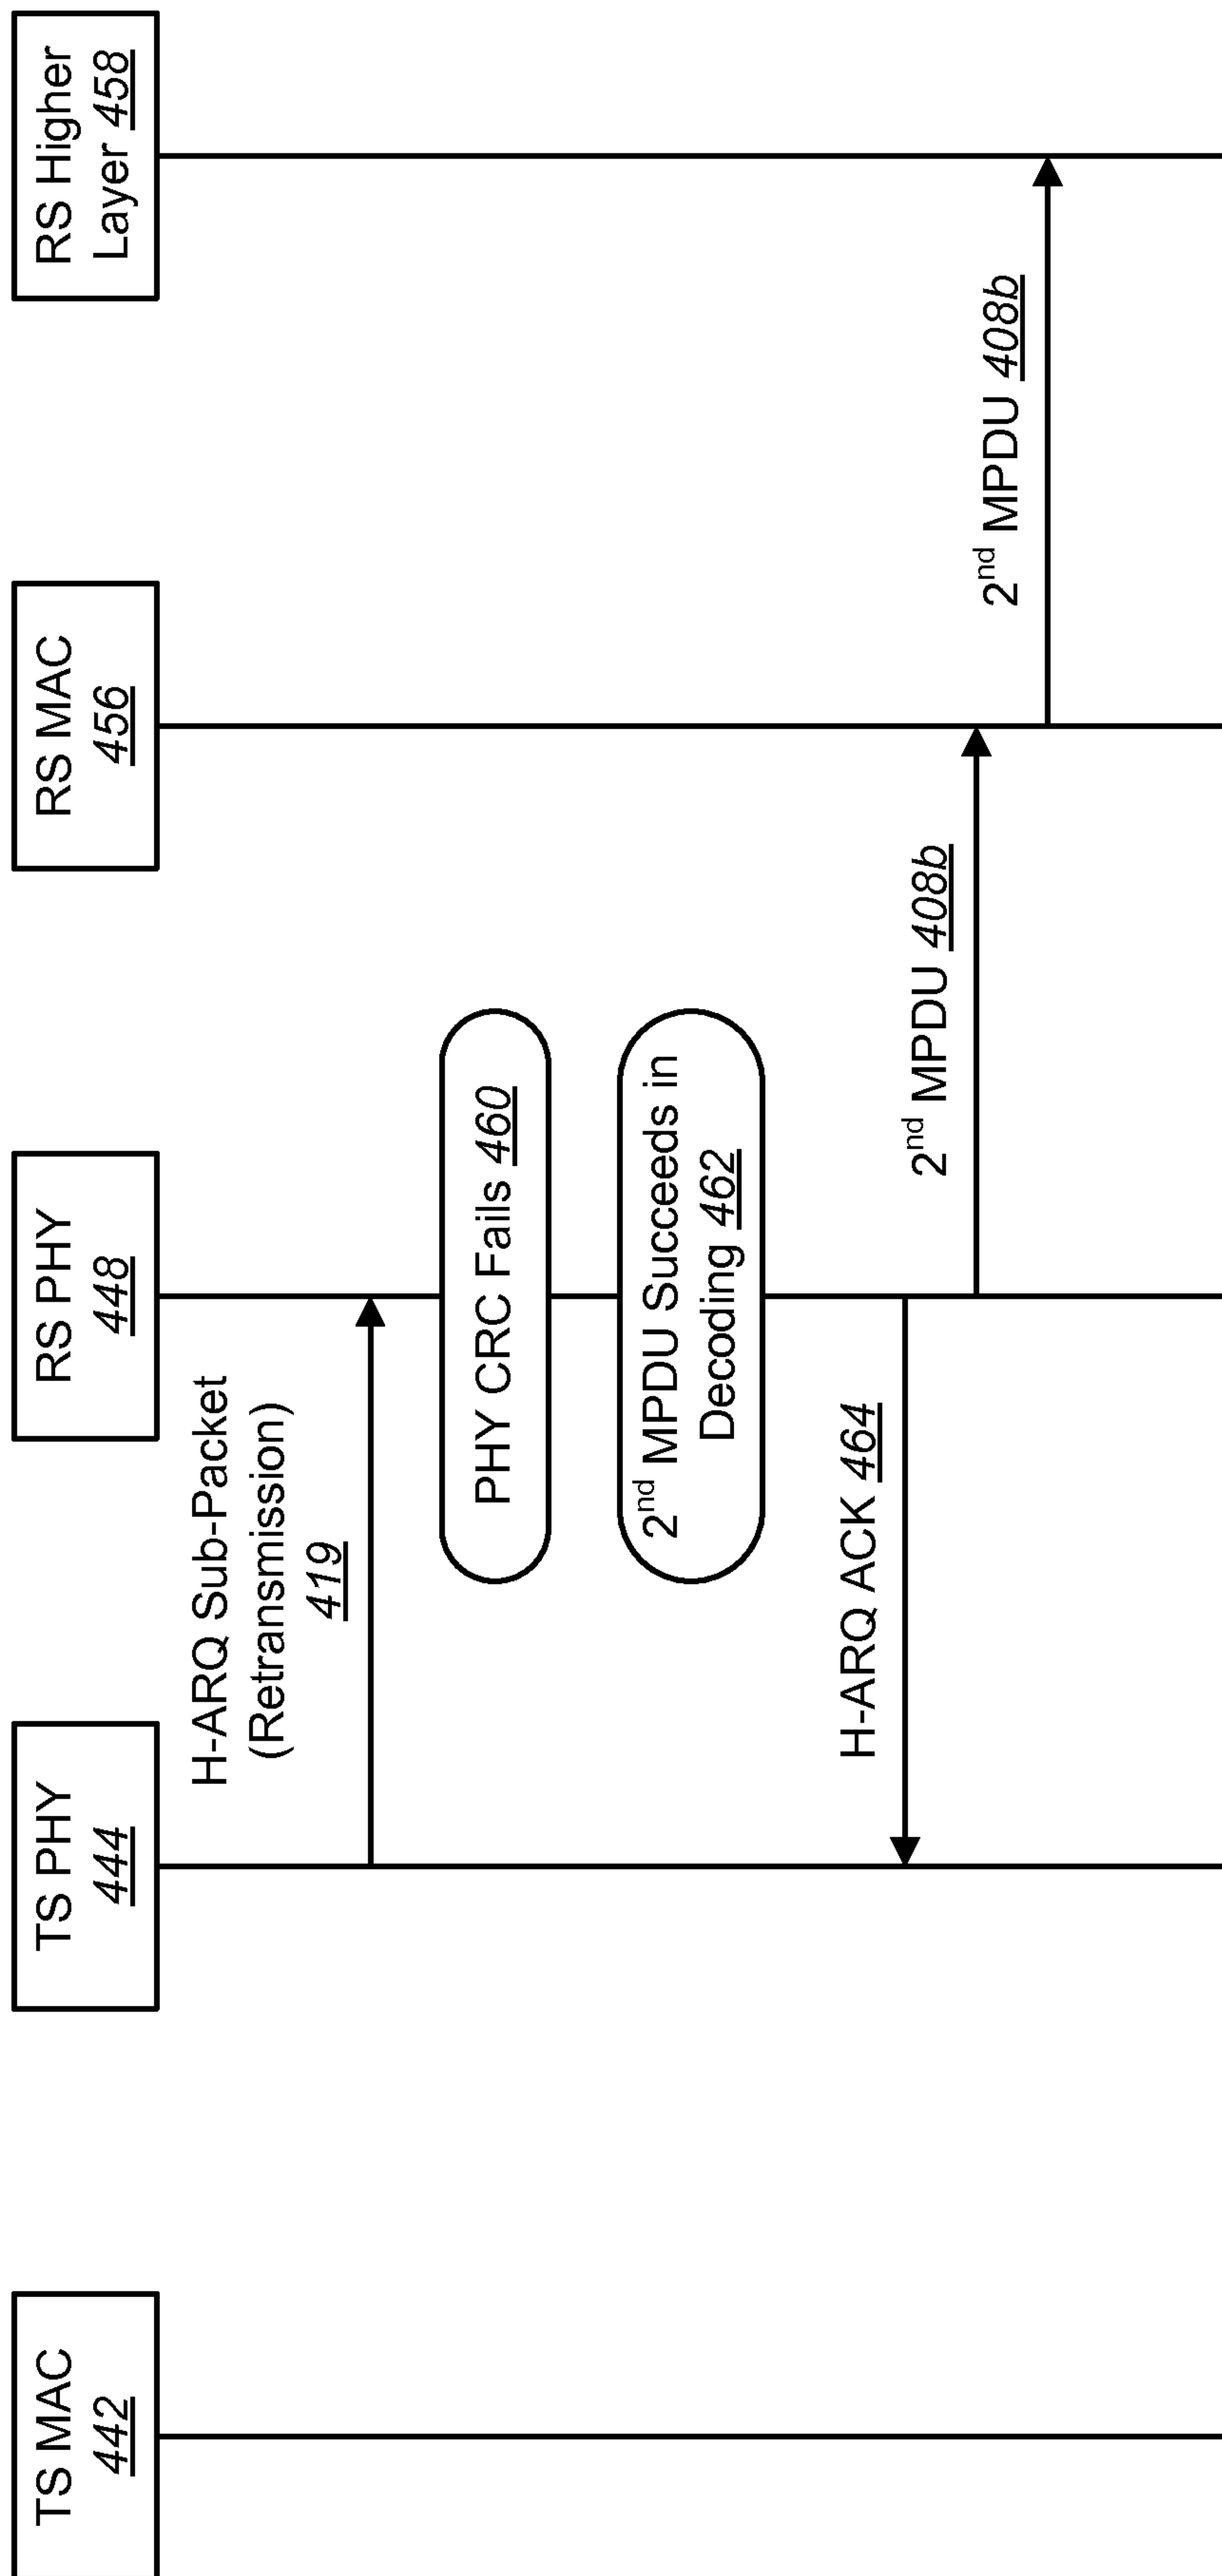 TS MAC
442
TS PHY
444
RS PHY
448
RS MAC
456
RS Higher
Layer 458
H-ARQ Sub-Packet
(Retransmission)
419
PHY CRC Fails 460
2nd MPDU Succeeds in
Decoding 462
H-ARQ ACK 464
2nd MPDU 408b
2nd MPDU 408b